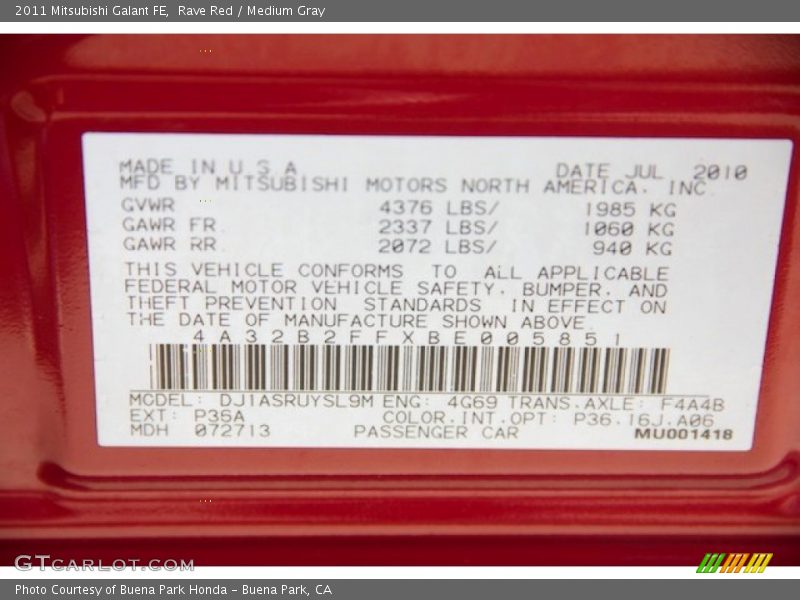 2011 Mitsubishi Galant FE, Rave Red / Medium Gray
MADE IN U.S.A DATE JUL 2010
MFD BY MITSUBISHI MOTORS NORTH AMERICA. INC
GVWR 4376 LBS/ 1985 KG
GAWR FR 2337 LBS/ 1060 KG
GAWR RR 2072 LBS/ 940 KG
THIS VEHICLE CONFORMS TO ALL APPLICABLE
FEDERAL MOTOR VEHICLE SAFETY. BUMPER. AND
THEFT PREVENTION STANDARDS IN EFFECT ON
THE DATE OF MANUFACTURE SHOWN ABOVE.
4A32B2FFXBE005851
MODEL: DJ1ASRUYSL9M ENG: 4G69 TRANS.AXLE: F4A4B
EXT: P36A COLOR.INT.OPT: P36.16J.A06
MDH 072713 PASSENGER CAR MU001418
GTCARLOT.COM
Photo Courtesy of Buena Park Honda - Buena Park, CA